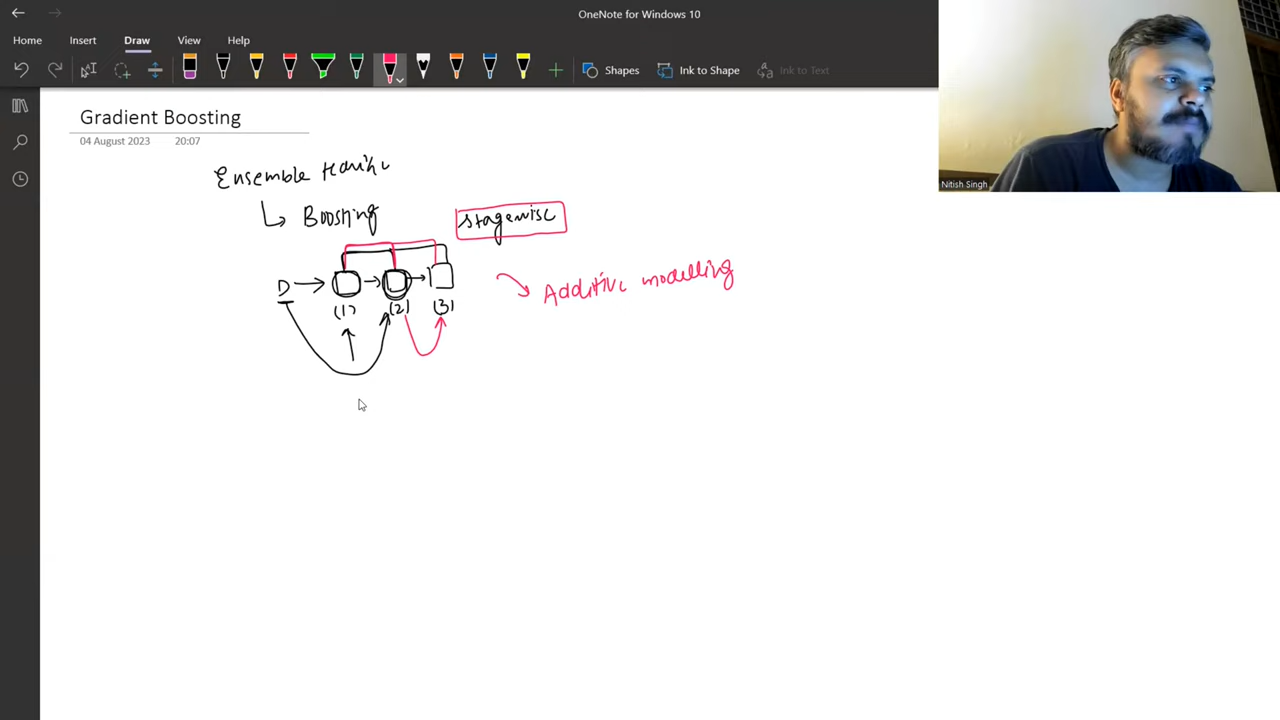 OneNote for Windows 10
Home Insert Draw View Help
Shapes Ink to Shape Ink to Text
Gradient Boosting
04 August 2023 20:07
Ensemble
Boosting stagewise
D
(1) (2) (3)
Additive modelling
Nitish Singh